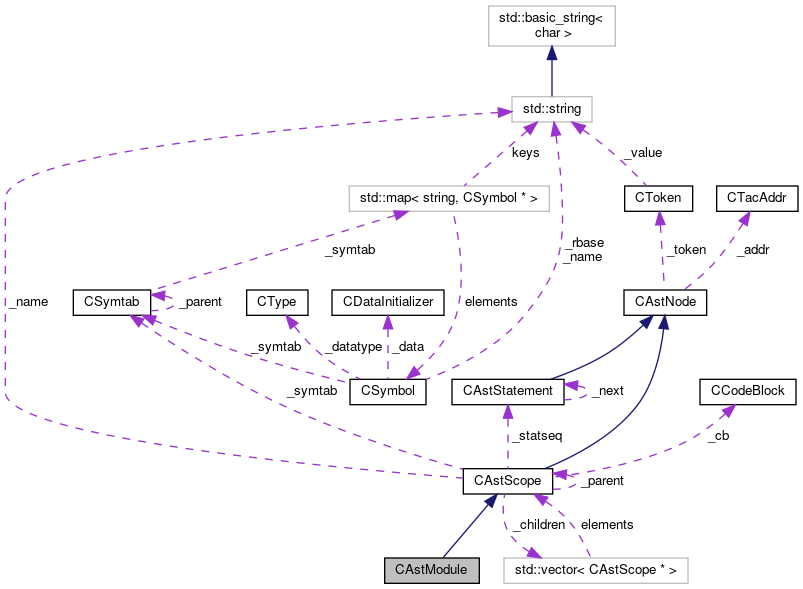 std::basic_string<
char >
std::string
keys
_value
std::map< string, CSymbol * >
CToken
CTacAddr
_rbase
_name
_symtab
_token
_addr
CSymtab
_parent
CType
CDataInitializer
elements
CAstNode
_name
_symtab
_datatype
_data
_symtab
CSymbol
CAstStatement
_next
CCodeBlock
_statseq
_cb
CAstScope
_parent
_children
elements
CAstModule
std::vector< CAstScope * >